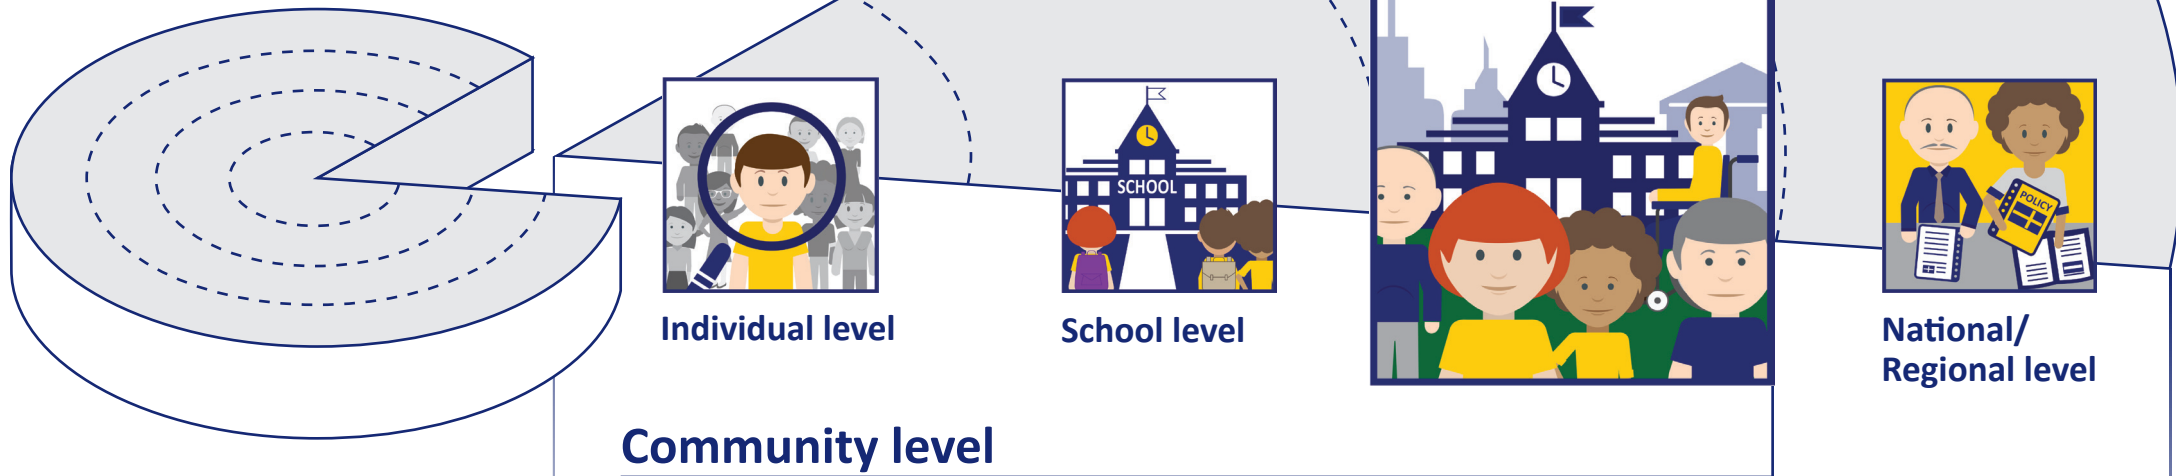 Individual level
SCHOOL
School level
POLICY
National/
Regional level
Community level